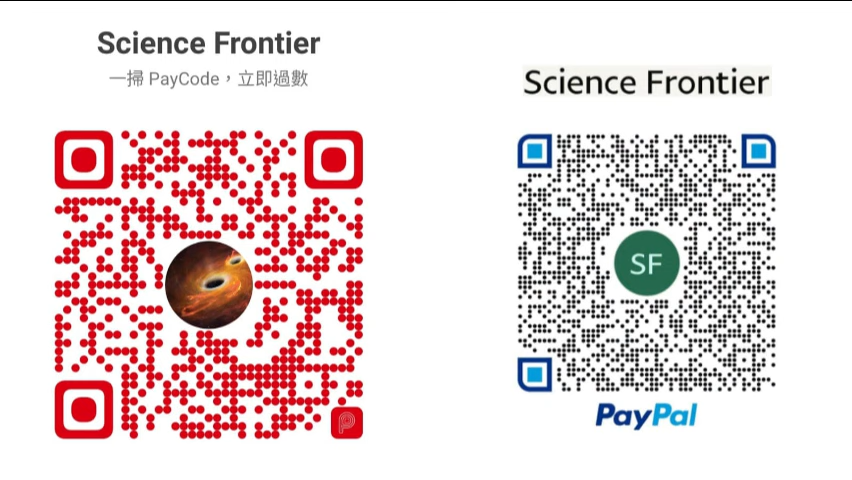 Science Frontier
一掃 PayCode，立即過數
Science Frontier
SF
PayPal